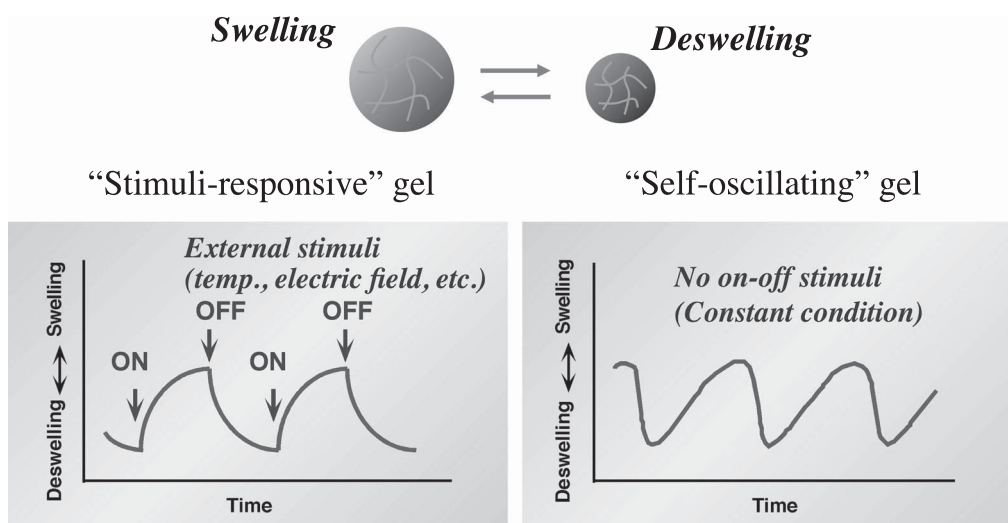 Swelling
Deswelling
“Stimuli-responsive” gel
“Self-oscillating” gel
External stimuli
(temp., electric field, etc.)
OFF
OFF
ON
ON
Deswelling
Swelling
Time
No on-off stimuli
(Constant condition)
Deswelling
Swelling
Time